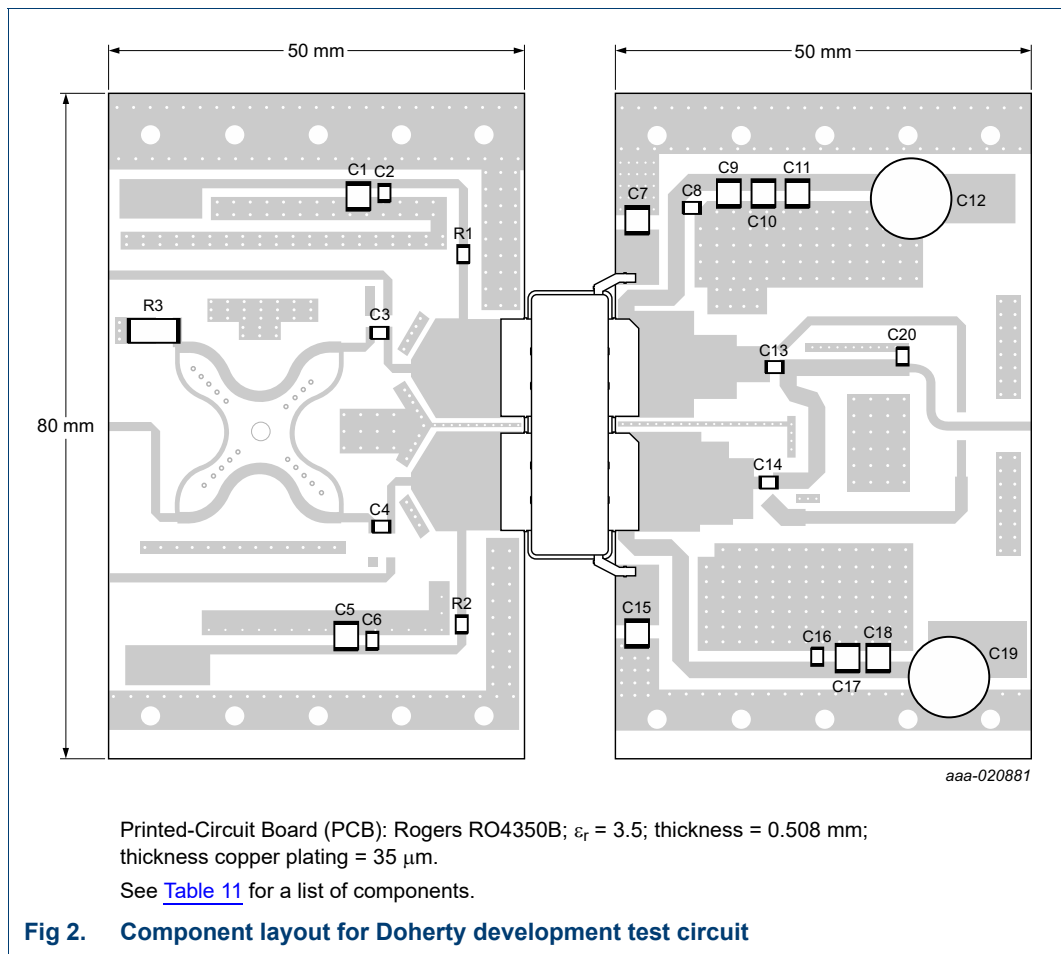 50 mm
50 mm
80 mm
C1
C2
R1
R3
C3
C4
C5
C6
R2
C7
C8
C9
C10
C11
C12
C13
C20
C14
C15
C16
C17
C18
C19
aaa-020881
Printed-Circuit Board (PCB): Rogers RO4350B; εr = 3.5; thickness = 0.508 mm;
thickness copper plating = 35 μm.
See Table 11 for a list of components.
Fig 2. Component layout for Doherty development test circuit